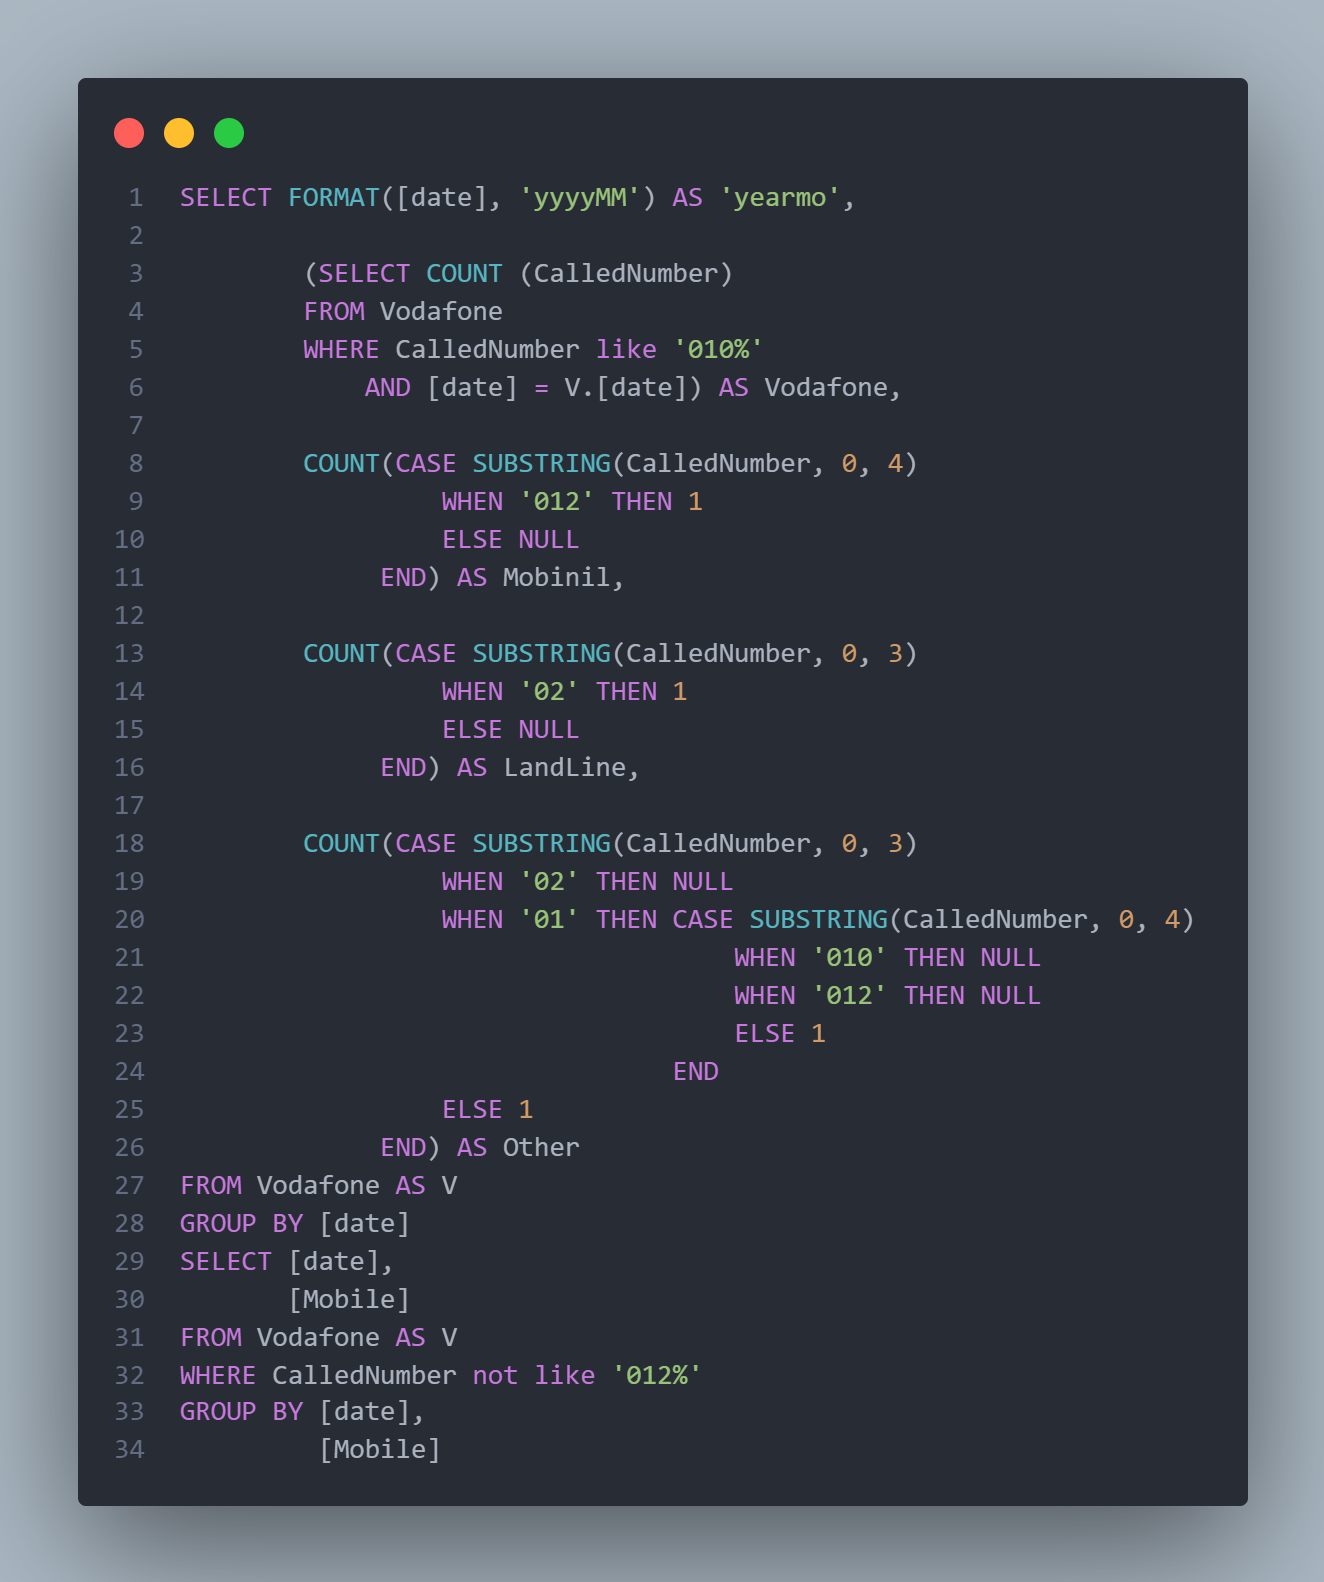 1 SELECT FORMAT([date], 'yyyyMM') AS 'yearmo',
2
3 (SELECT COUNT (CalledNumber)
4 FROM Vodafone
5 WHERE CalledNumber like '010%'
6 AND [date] = V.[date]) AS Vodafone,
7
8 COUNT(CASE SUBSTRING(CalledNumber, 0, 4)
9 WHEN '012' THEN 1
10 ELSE NULL
11 END) AS Mobinil,
12
13 COUNT(CASE SUBSTRING(CalledNumber, 0, 3)
14 WHEN '02' THEN 1
15 ELSE NULL
16 END) AS LandLine,
17
18 COUNT(CASE SUBSTRING(CalledNumber, 0, 3)
19 WHEN '02' THEN NULL
20 WHEN '01' THEN CASE SUBSTRING(CalledNumber, 0, 4)
21 WHEN '010' THEN NULL
22 WHEN '012' THEN NULL
23 ELSE 1
24 END
25 ELSE 1
26 END) AS Other
27 FROM Vodafone AS V
28 GROUP BY [date]
29 SELECT [date],
30 [Mobile]
31 FROM Vodafone AS V
32 WHERE CalledNumber not like '012%'
33 GROUP BY [date],
34 [Mobile]